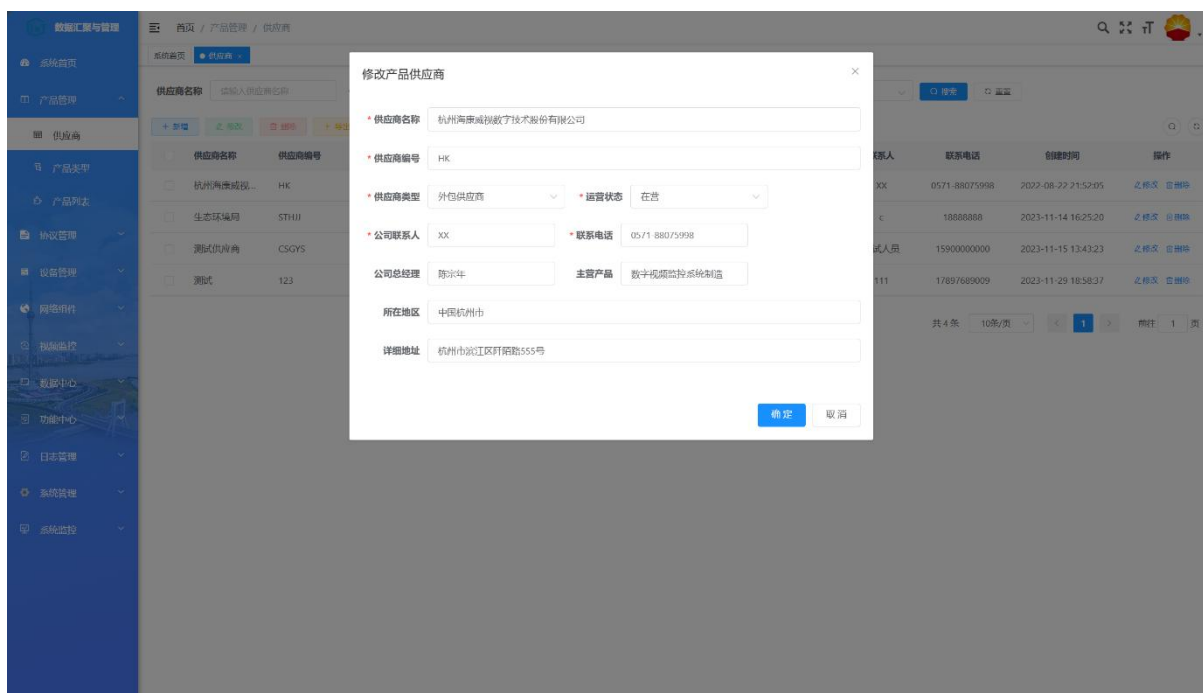 数据汇聚与管理
首页 / 产品管理 / 供应商
系统首页
系统首页 供应商 ×
产品管理
供应商
产品类型
产品列表
协议管理
设备管理
网络组件
视频监控
数据中心
功能中心
日志管理
系统管理
系统监控
供应商名称 请输入供应商名称 搜索 重置
+ 新增 修改 删除
供应商名称 供应商编号 联系电话 创建时间 操作
杭州海康威视... HK XX 0571-88075998 2022-08-22 21:52:05 修改 删除
生态环境局 STHJJ c 18888888 2023-11-14 16:25:20 修改 删除
测试供应商 CSGYS 试人员 15900000000 2023-11-15 13:43:23 修改 删除
测试 123 111 17897689009 2023-11-29 18:58:37 修改 删除
共 4 条 10条/页 < 1 > 前往 1 页
修改产品供应商 ×
* 供应商名称 杭州海康威视数字技术股份有限公司
* 供应商编号 HK
* 供应商类型 外包供应商 * 运营状态 在营
* 公司联系人 XX * 联系电话 0571-88075998
公司总经理 陈宗年 主营产品 数字视频监控系统制造
所在地区 中国杭州市
详细地址 杭州市滨江区阡陌路555号
确 定 取 消